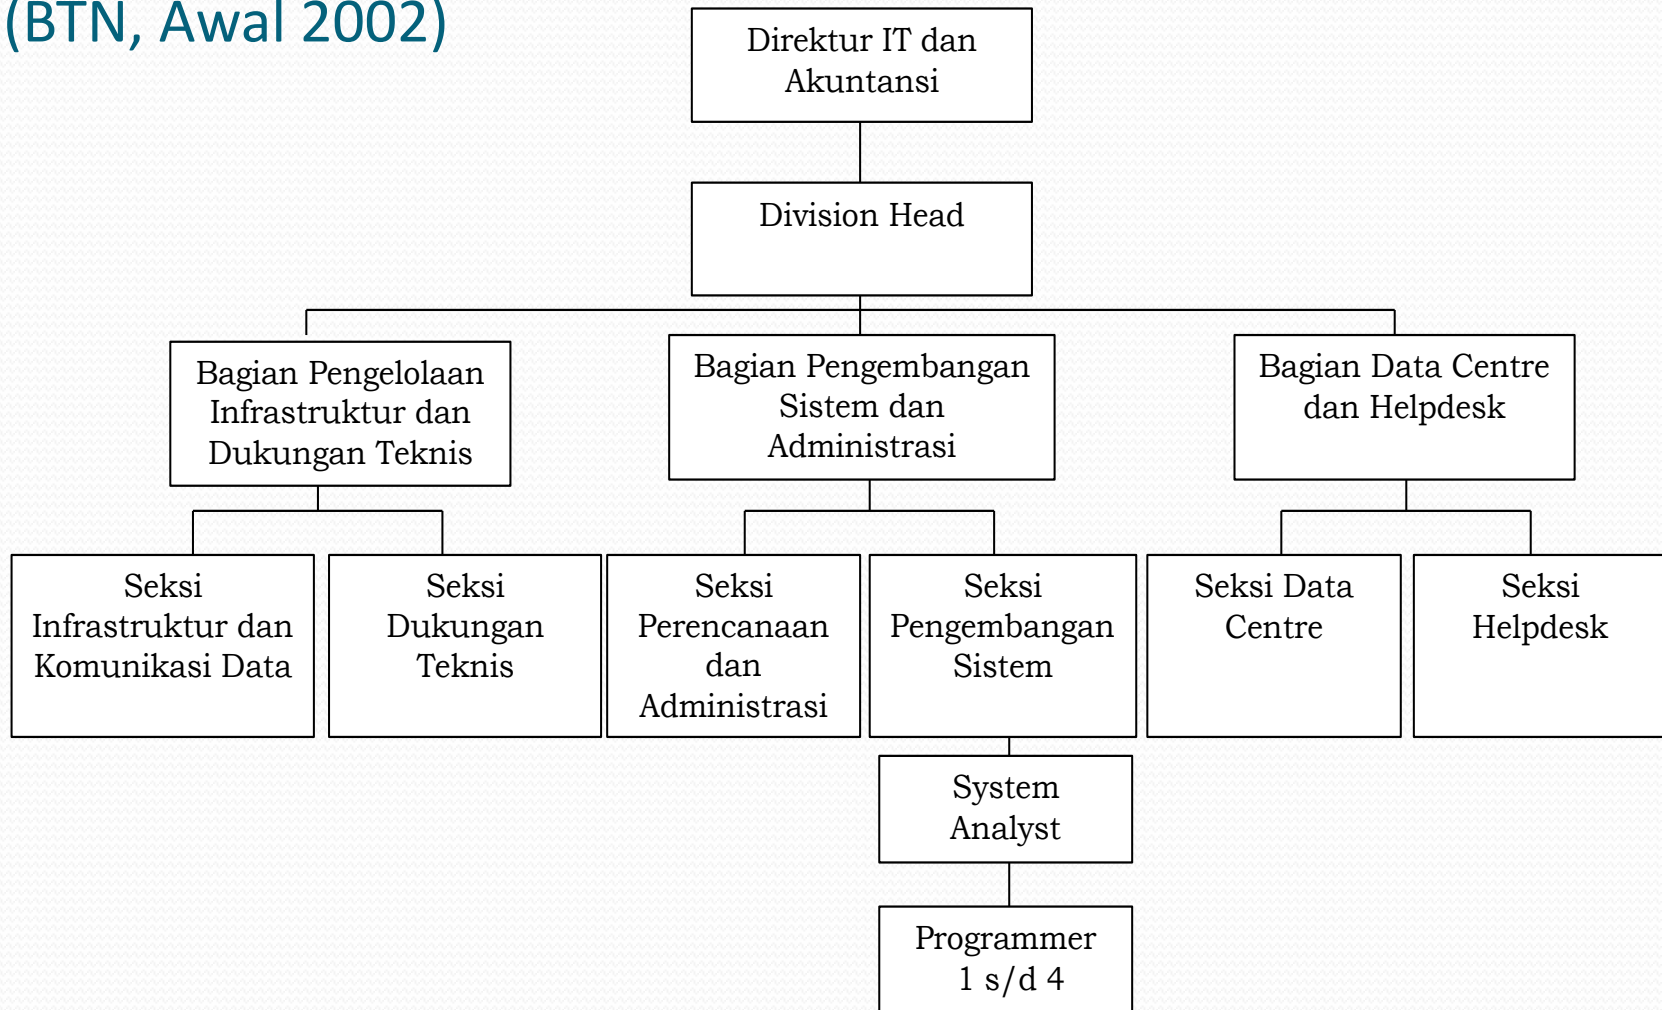 (BTN, Awal 2002)
Direktur IT dan
Akuntansi
Division Head
Bagian Pengelolaan
Infrastruktur dan
Dukungan Teknis
Bagian Pengembangan
Sistem dan
Administrasi
Bagian Data Centre
dan Helpdesk
Seksi
Infrastruktur dan
Komunikasi Data
Seksi
Dukungan
Teknis
Seksi
Perencanaan
dan
Administrasi
Seksi
Pengembangan
Sistem
Seksi Data
Centre
Seksi
Helpdesk
System
Analyst
Programmer
1 s/d 4